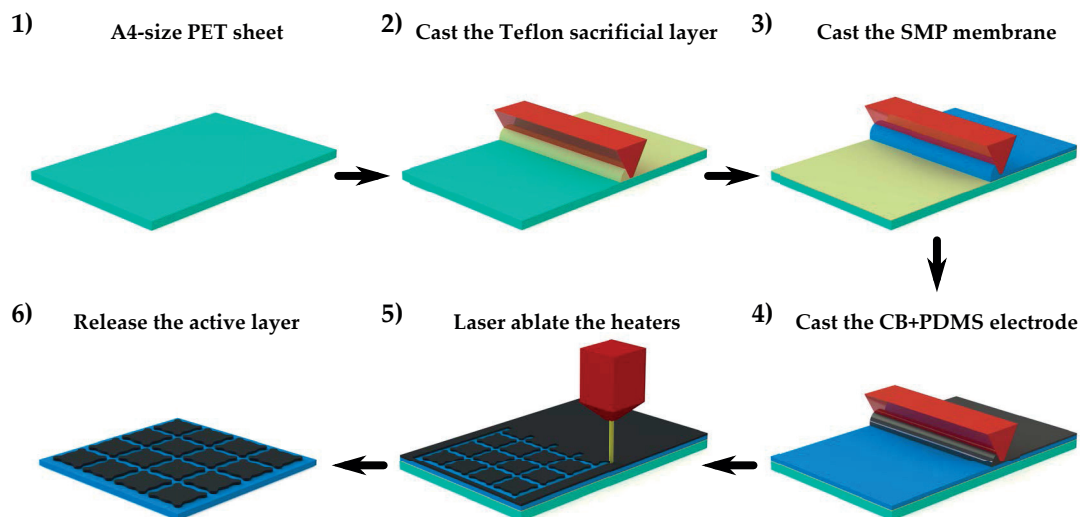 1) A4-size PET sheet
2) Cast the Teflon sacrificial layer
3) Cast the SMP membrane
4) Cast the CB+PDMS electrode
5) Laser ablate the heaters
6) Release the active layer